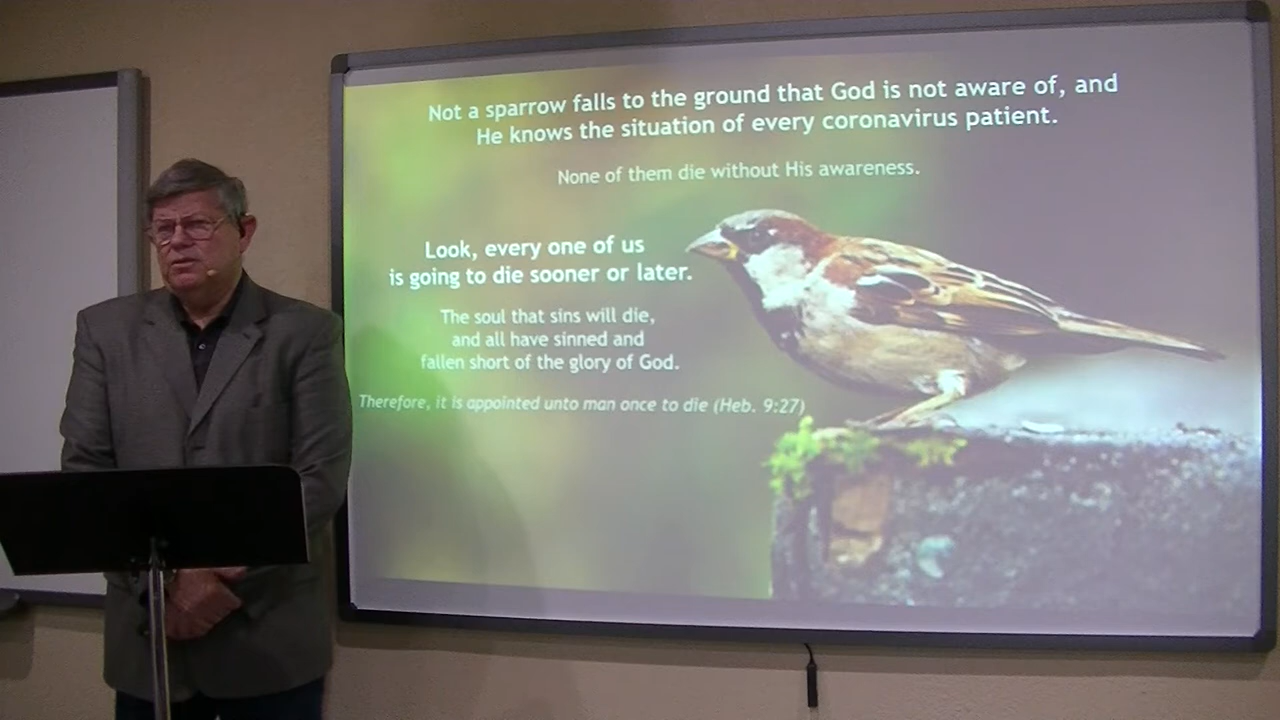 Not a sparrow falls to the ground that God is not aware of, and
He knows the situation of every coronavirus patient.
None of them die without His awareness.
Look, every one of us
is going to die sooner or later.
The soul that sins will die,
and all have sinned and
fallen short of the glory of God.
Therefore, it is appointed unto man once to die (Heb. 9:27)